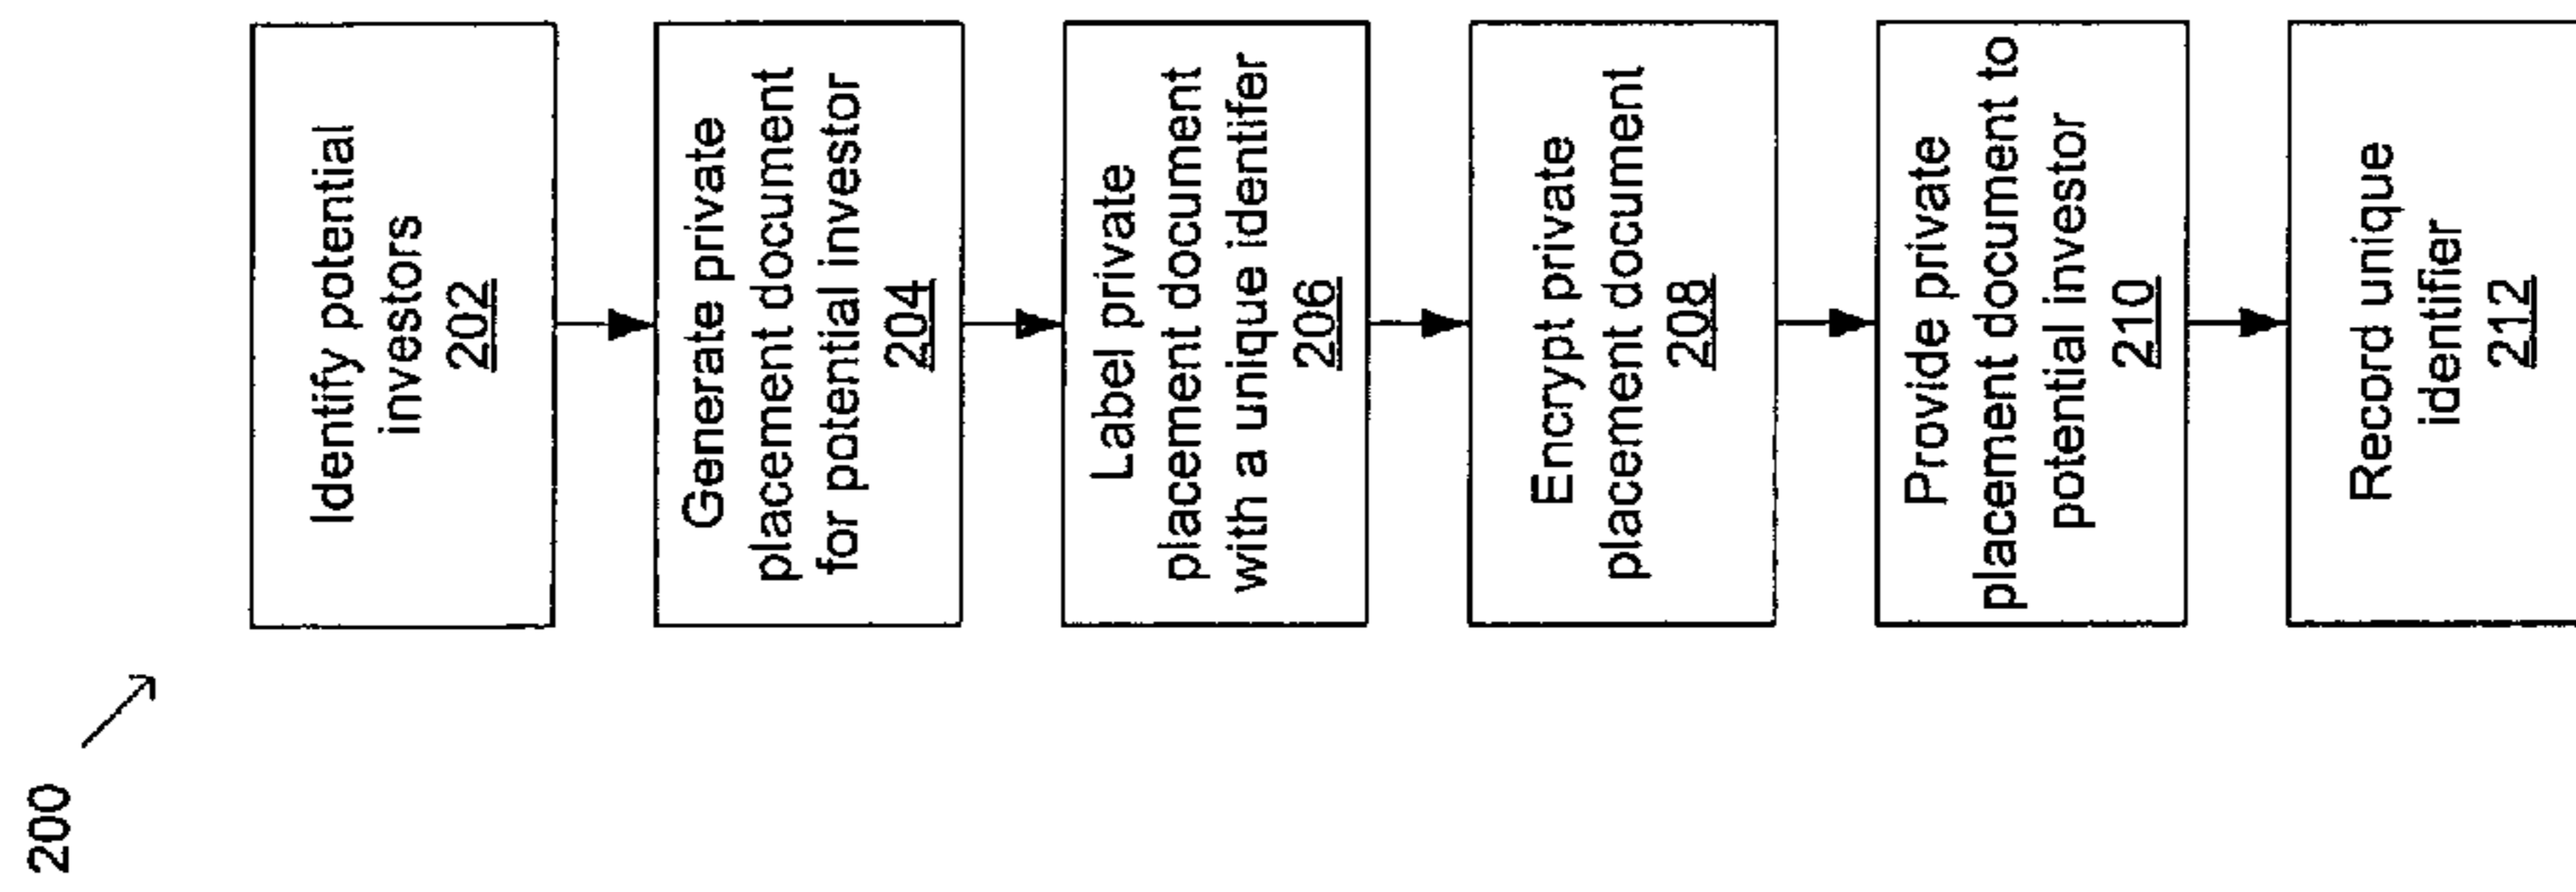 200
Identify potential
investors
202
Generate private
placement document
for potential investor
204
Label private
placement document
with a unique identifer
206
Encrypt private
placement document
208
Provide private
placement document to
potential investor
210
Record unique
identifier
212